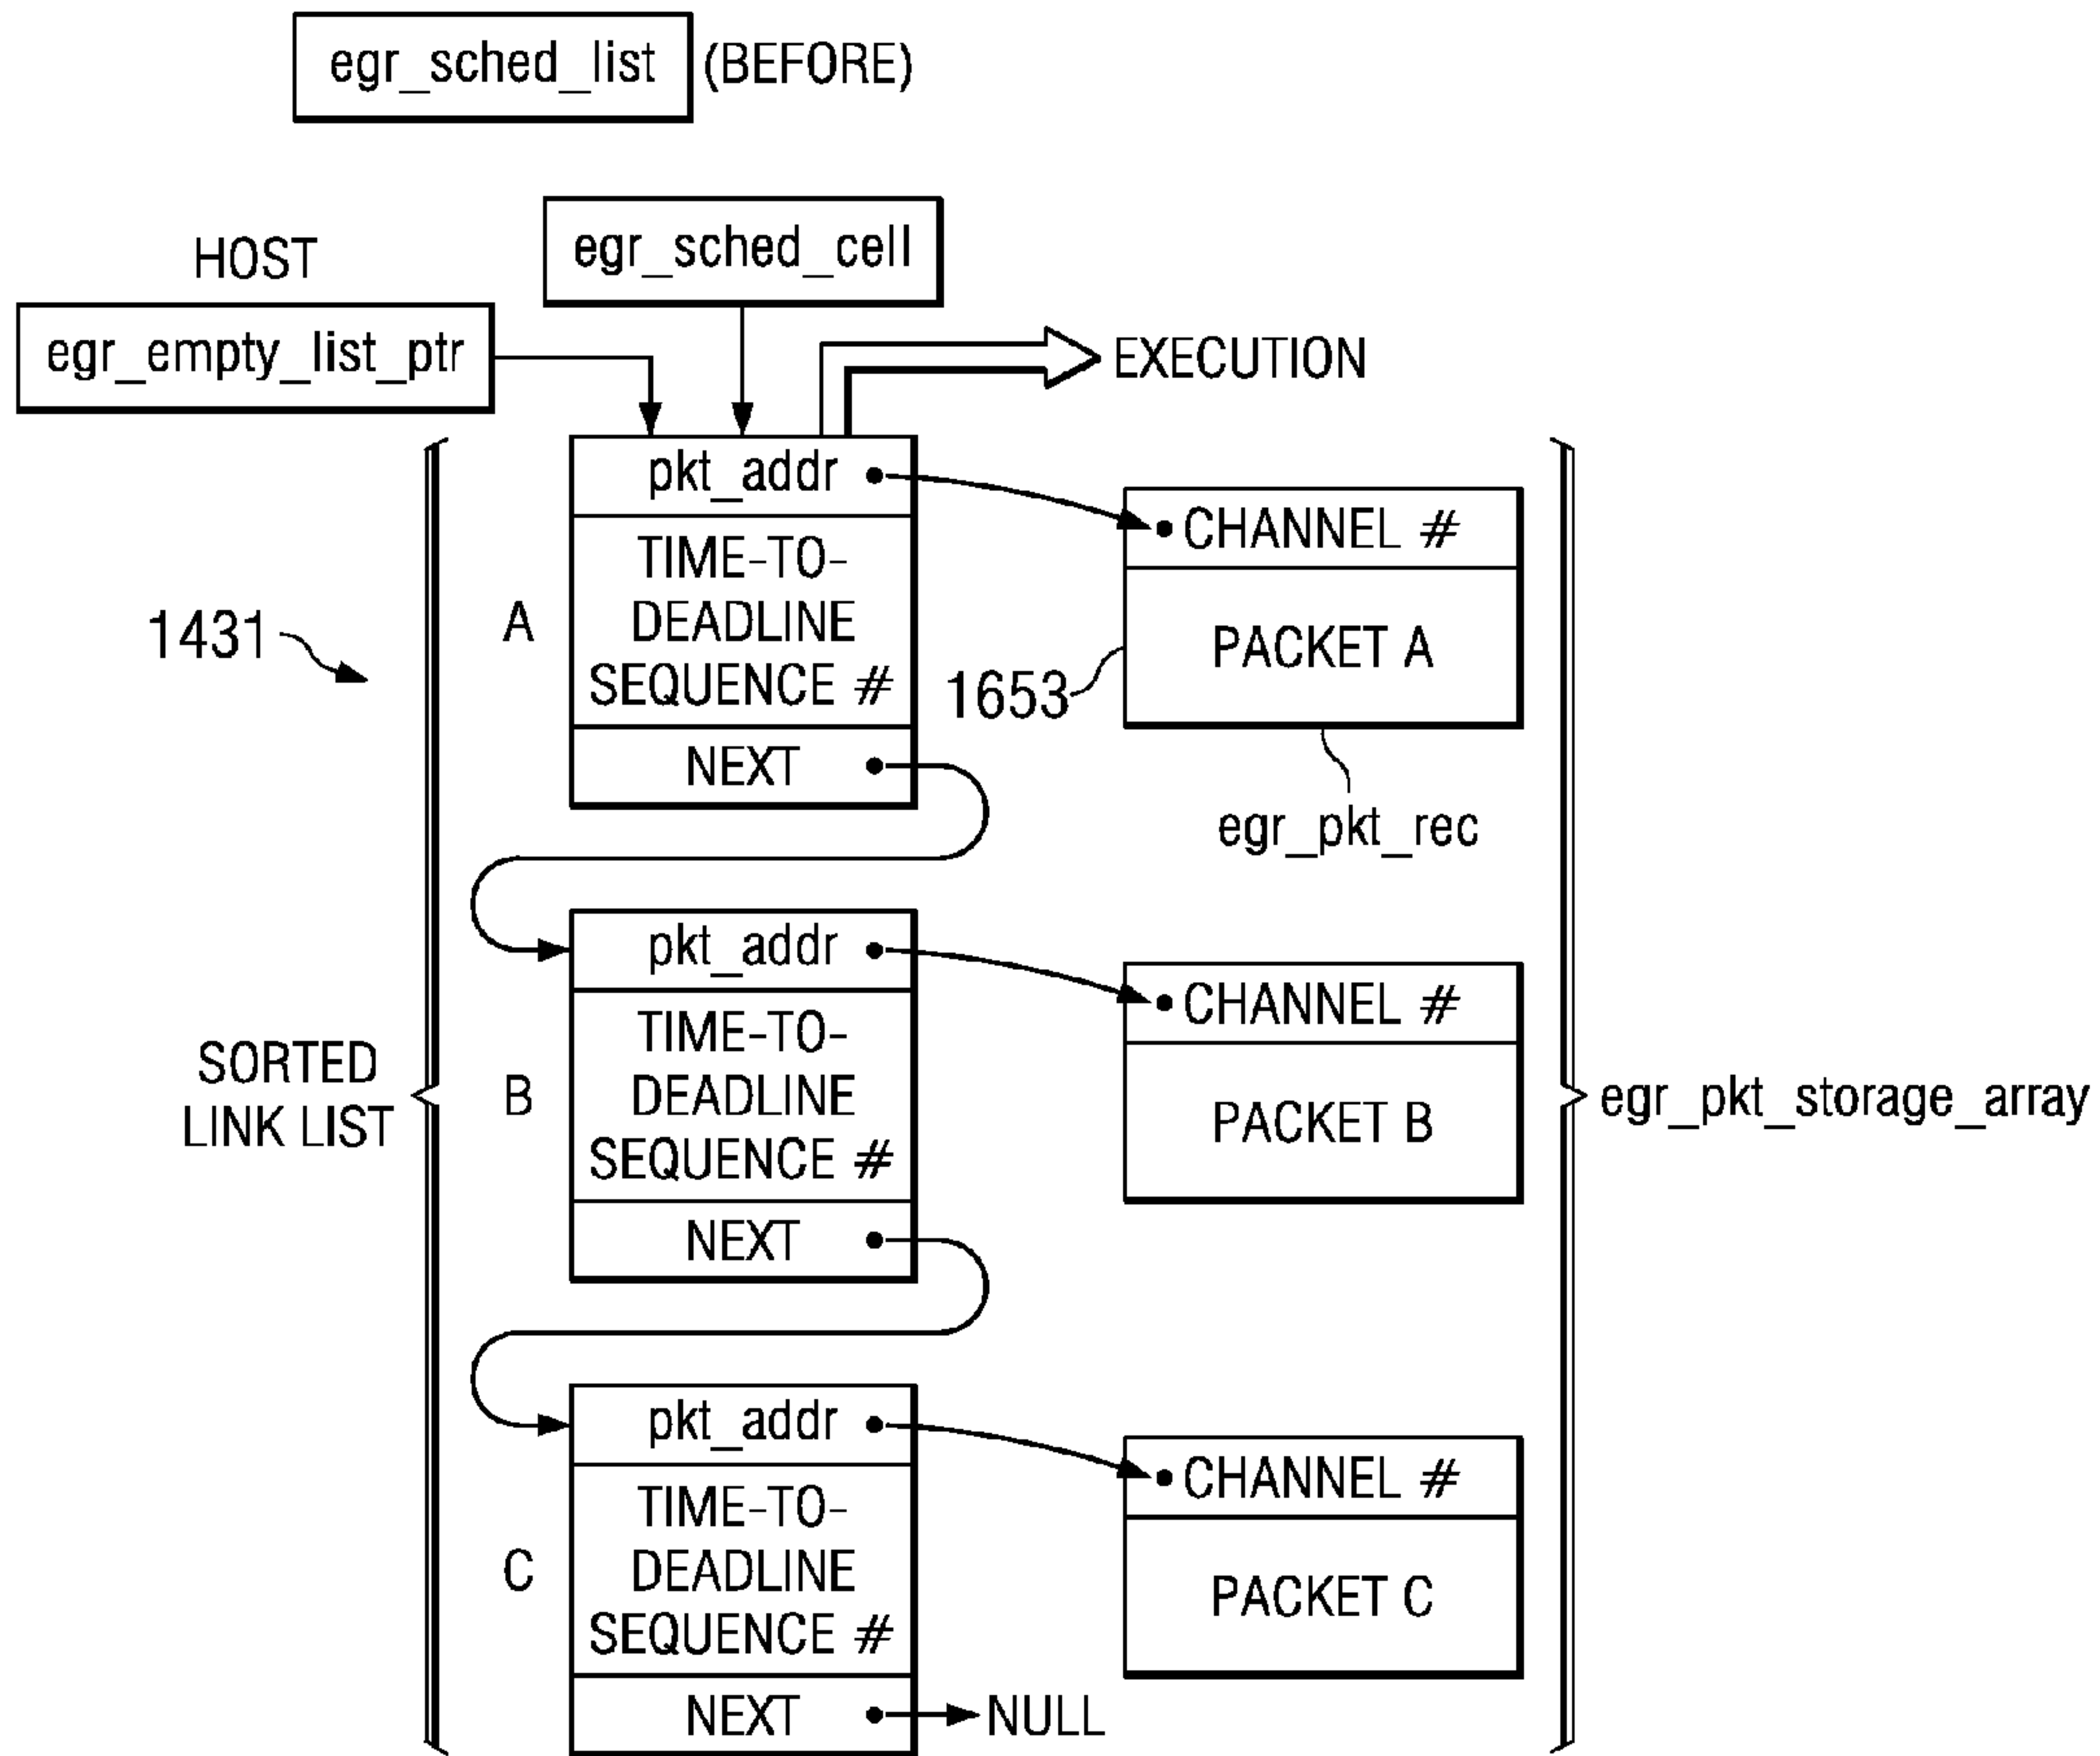 egr_sched_list (BEFORE)
HOST
egr_sched_cell
egr_empty_list_ptr
EXECUTION
pkt_addr
CHANNEL #
TIME-TO-
DEADLINE
SEQUENCE #
A
1431
1653
PACKET A
NEXT
egr_pkt_rec
pkt_addr
CHANNEL #
TIME-TO-
DEADLINE
SEQUENCE #
SORTED
LINK LIST
B
PACKET B
egr_pkt_storage_array
NEXT
pkt_addr
CHANNEL #
TIME-TO-
DEADLINE
SEQUENCE #
C
PACKET C
NEXT
NULL